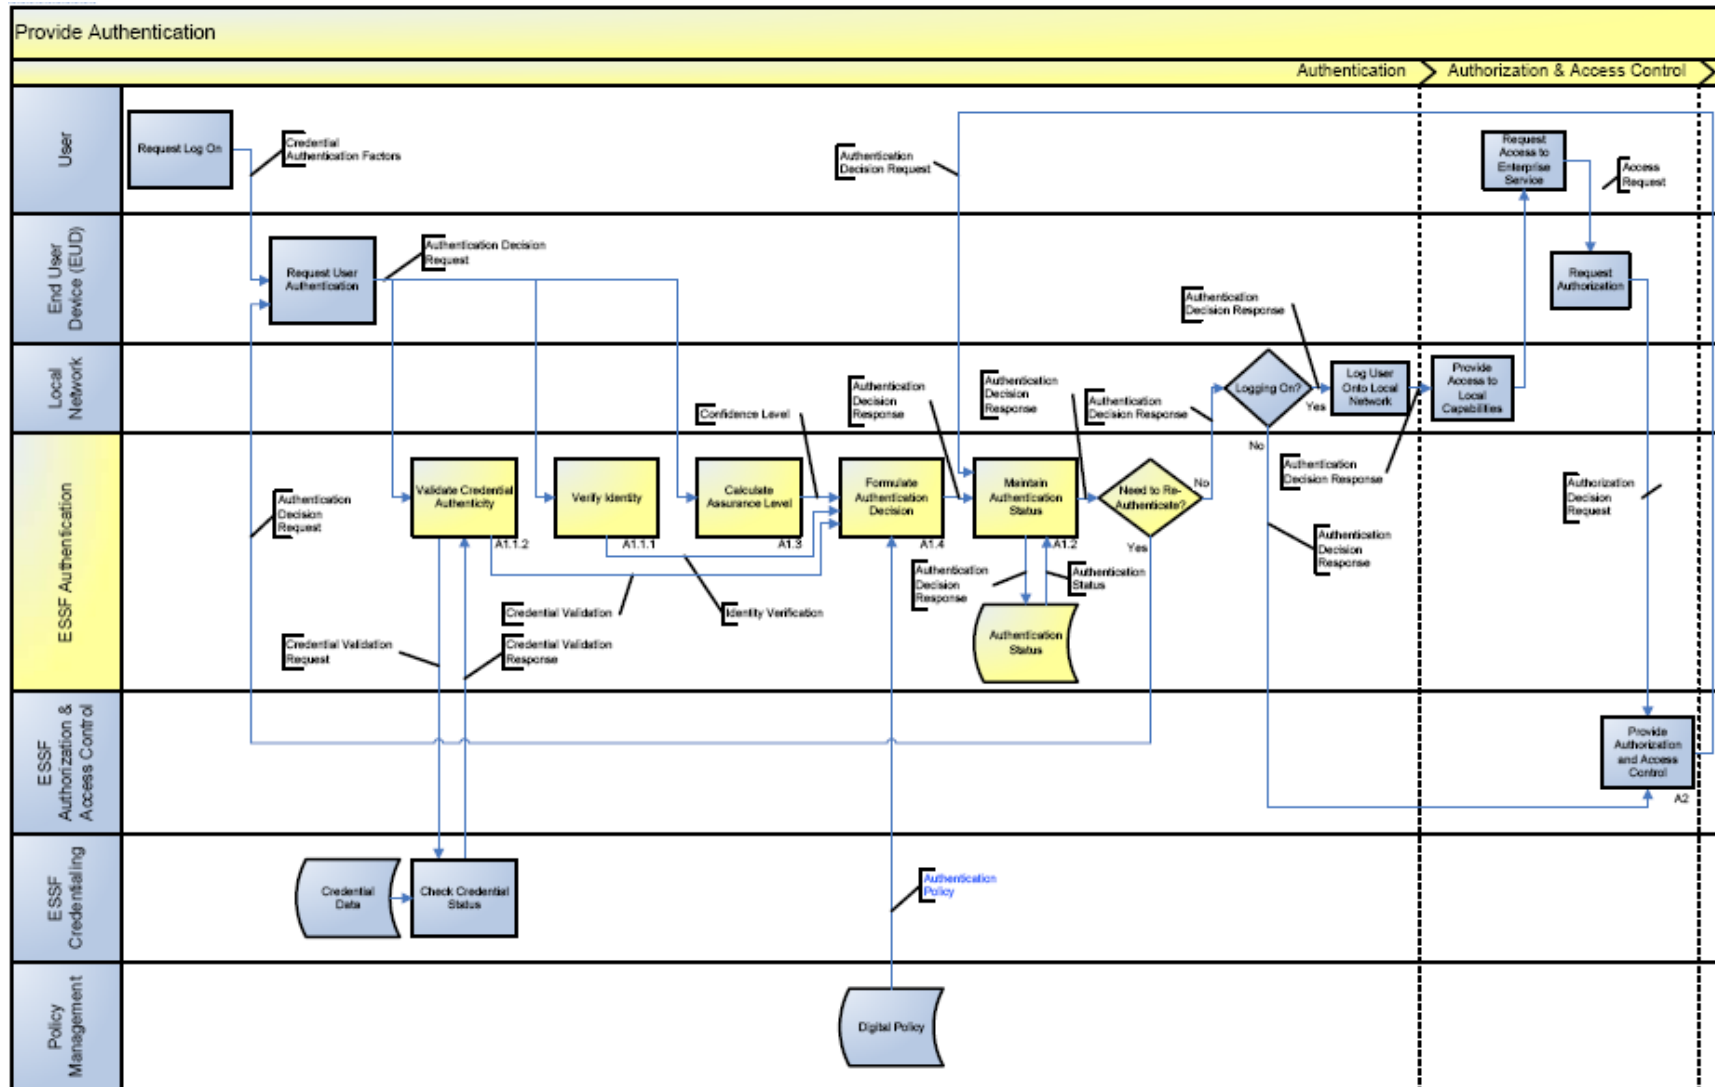 Provide Authentication
Authentication
Authorization & Access Control
User
Request Log On
Credential
Authentication Factors
Authentication
Decision Request
Request
Access to
Enterprise
Service
Access
Request
End User
Device (EUD)
Request User
Authentication
Authentication Decision
Request
Authentication
Decision Response
Request
Authorization
Local
Network
Confidence Level
Authentication
Decision
Response
Authentication
Decision
Response
Authentication
Decision Response
Logging On?
Yes
No
Log User
Onto Local
Network
Provide
Access to
Local
Capabilities
ESSF Authentication
Authentication
Decision
Request
Validate Credential
Authenticity
A1.1.2
Verify Identity
A1.1.1
Calculate
Assurance Level
A1.3
Formulate
Authentication
Decision
A1.4
Maintain
Authentication
Status
A1.2
Need to Re-
Authenticate?
No
Yes
Authentication
Decision Response
Authentication
Decision
Response
Authorization
Decision
Request
Authentication
Decision
Response
Authentication
Status
Credential Validation
Identity Verification
Credential Validation
Request
Credential Validation
Response
Authentication
Status
ESSF
Authorization &
Access Control
Provide
Authorization
and Access
Control
A2
ESSF
Credentialing
Credential
Data
Check Credential
Status
Authentication
Policy
Policy
Management
Digital Policy